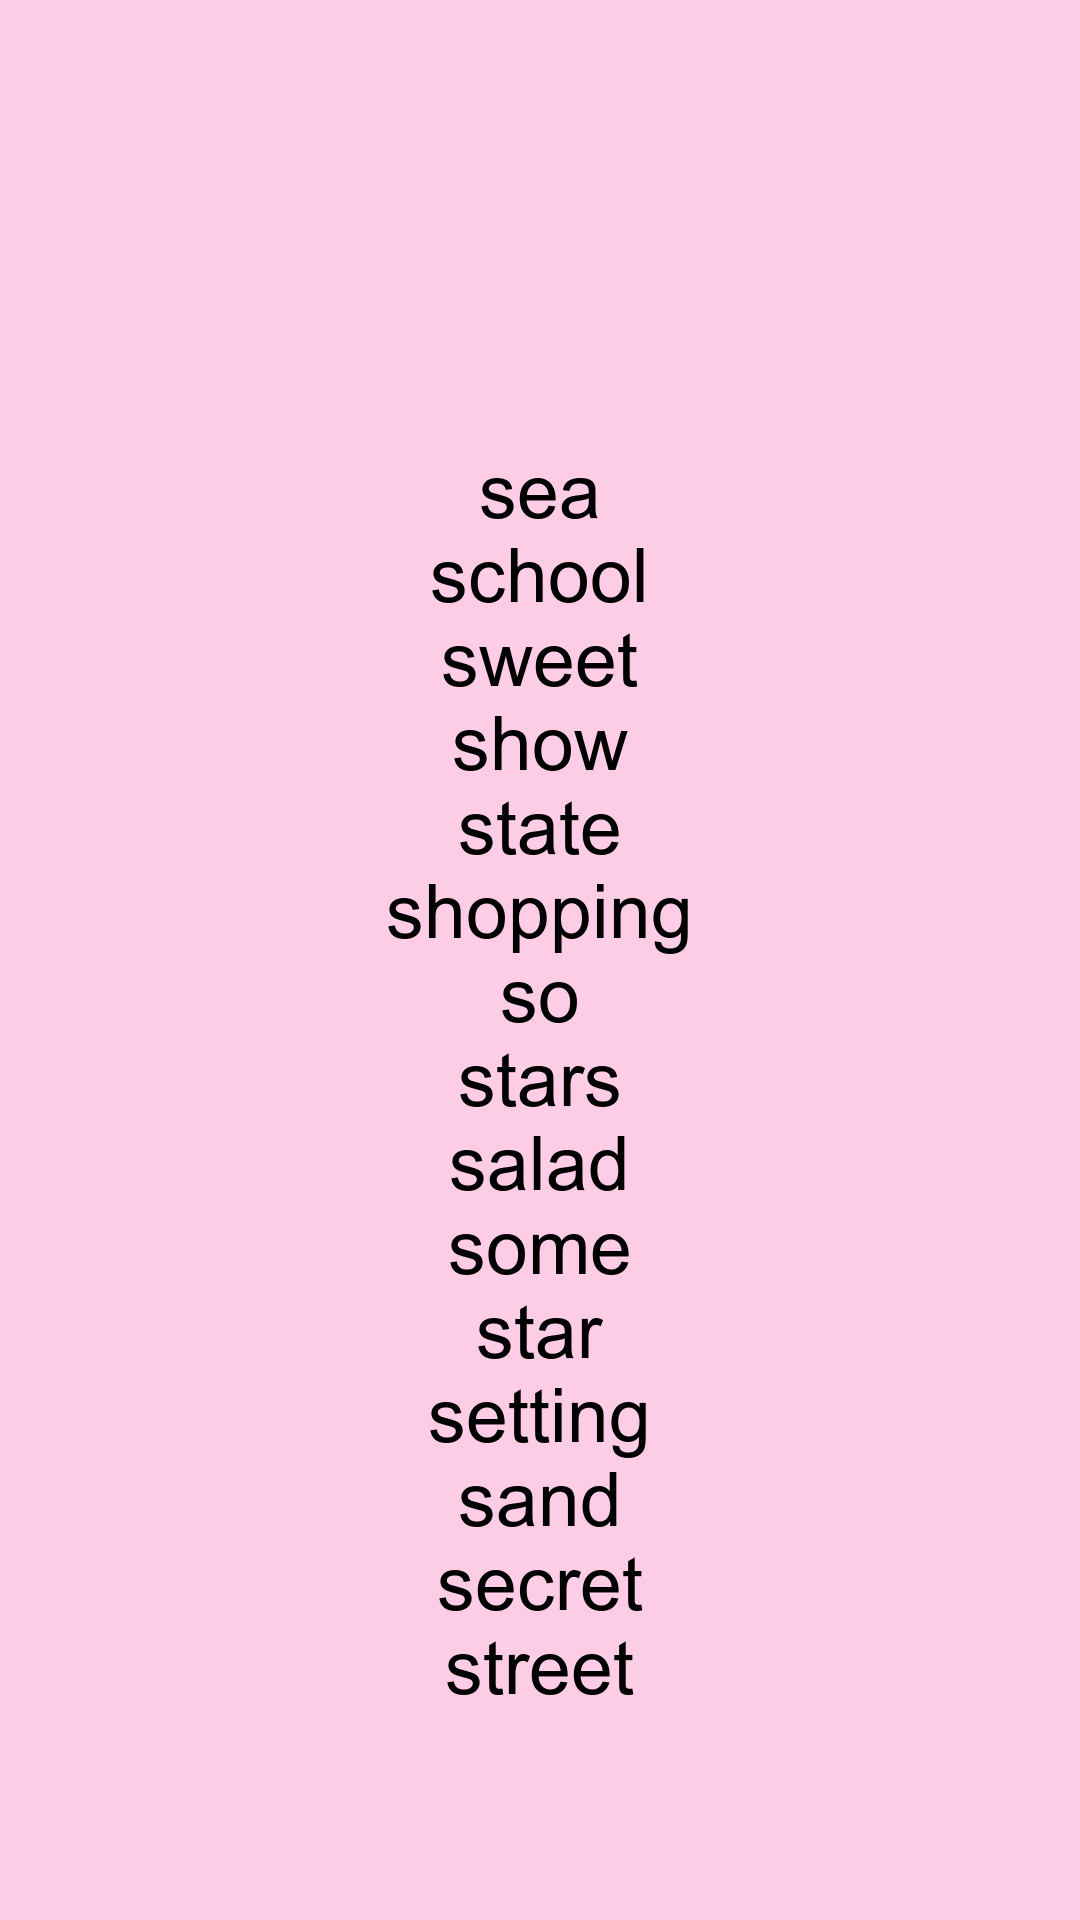 sea
school
sweet
show
state
shopping
so
stars
salad
some
star
setting
sand
secret
street